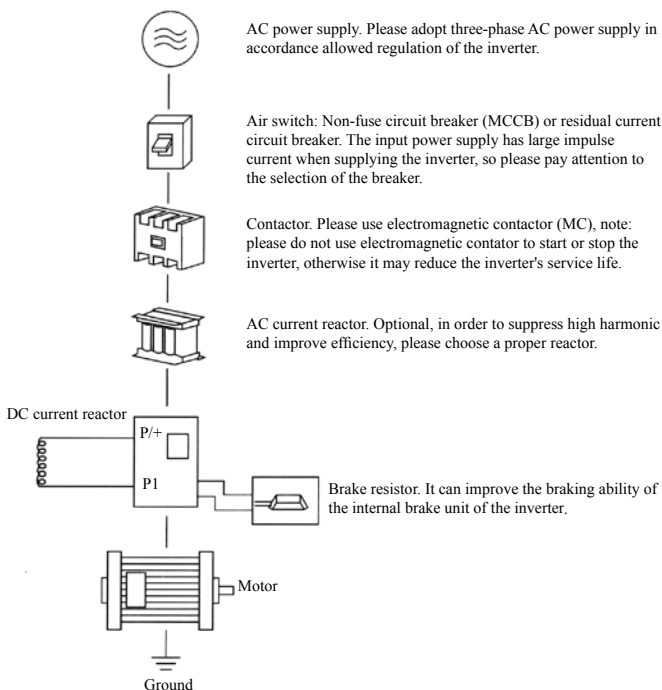 AC power supply. Please adopt three-phase AC power supply in
accordance allowed regulation of the inverter.
Air switch: Non-fuse circuit breaker (MCCB) or residual current
circuit breaker. The input power supply has large impulse
current when supplying the inverter, so please pay attention to
the selection of the breaker.
Contactor. Please use electromagnetic contactor (MC), note:
please do not use electromagnetic contator to start or stop the
inverter, otherwise it may reduce the inverter's service life.
AC current reactor. Optional, in order to suppress high harmonic
and improve efficiency, please choose a proper reactor.
DC current reactor
P/+
P1
Brake resistor. It can improve the braking ability of
the internal brake unit of the inverter.
Motor
Ground